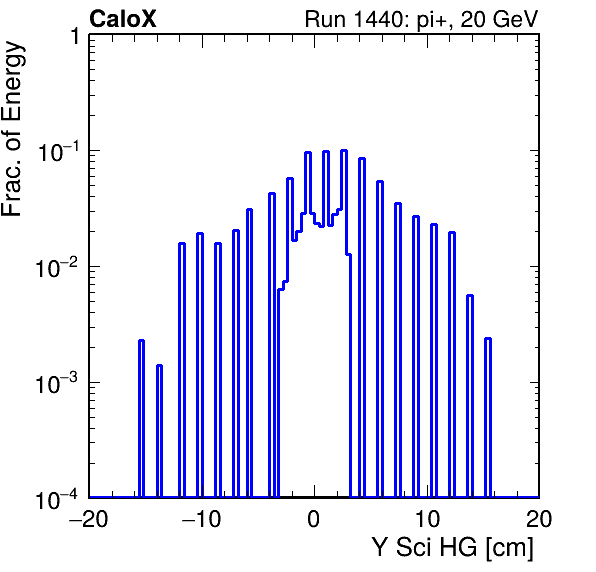 CaloX Run 1440: pi+, 20 GeV
Frac. of Energy
1
10⁻¹
10⁻²
10⁻³
10⁻⁴
−20 −10 0 10 20
Y Sci HG [cm]